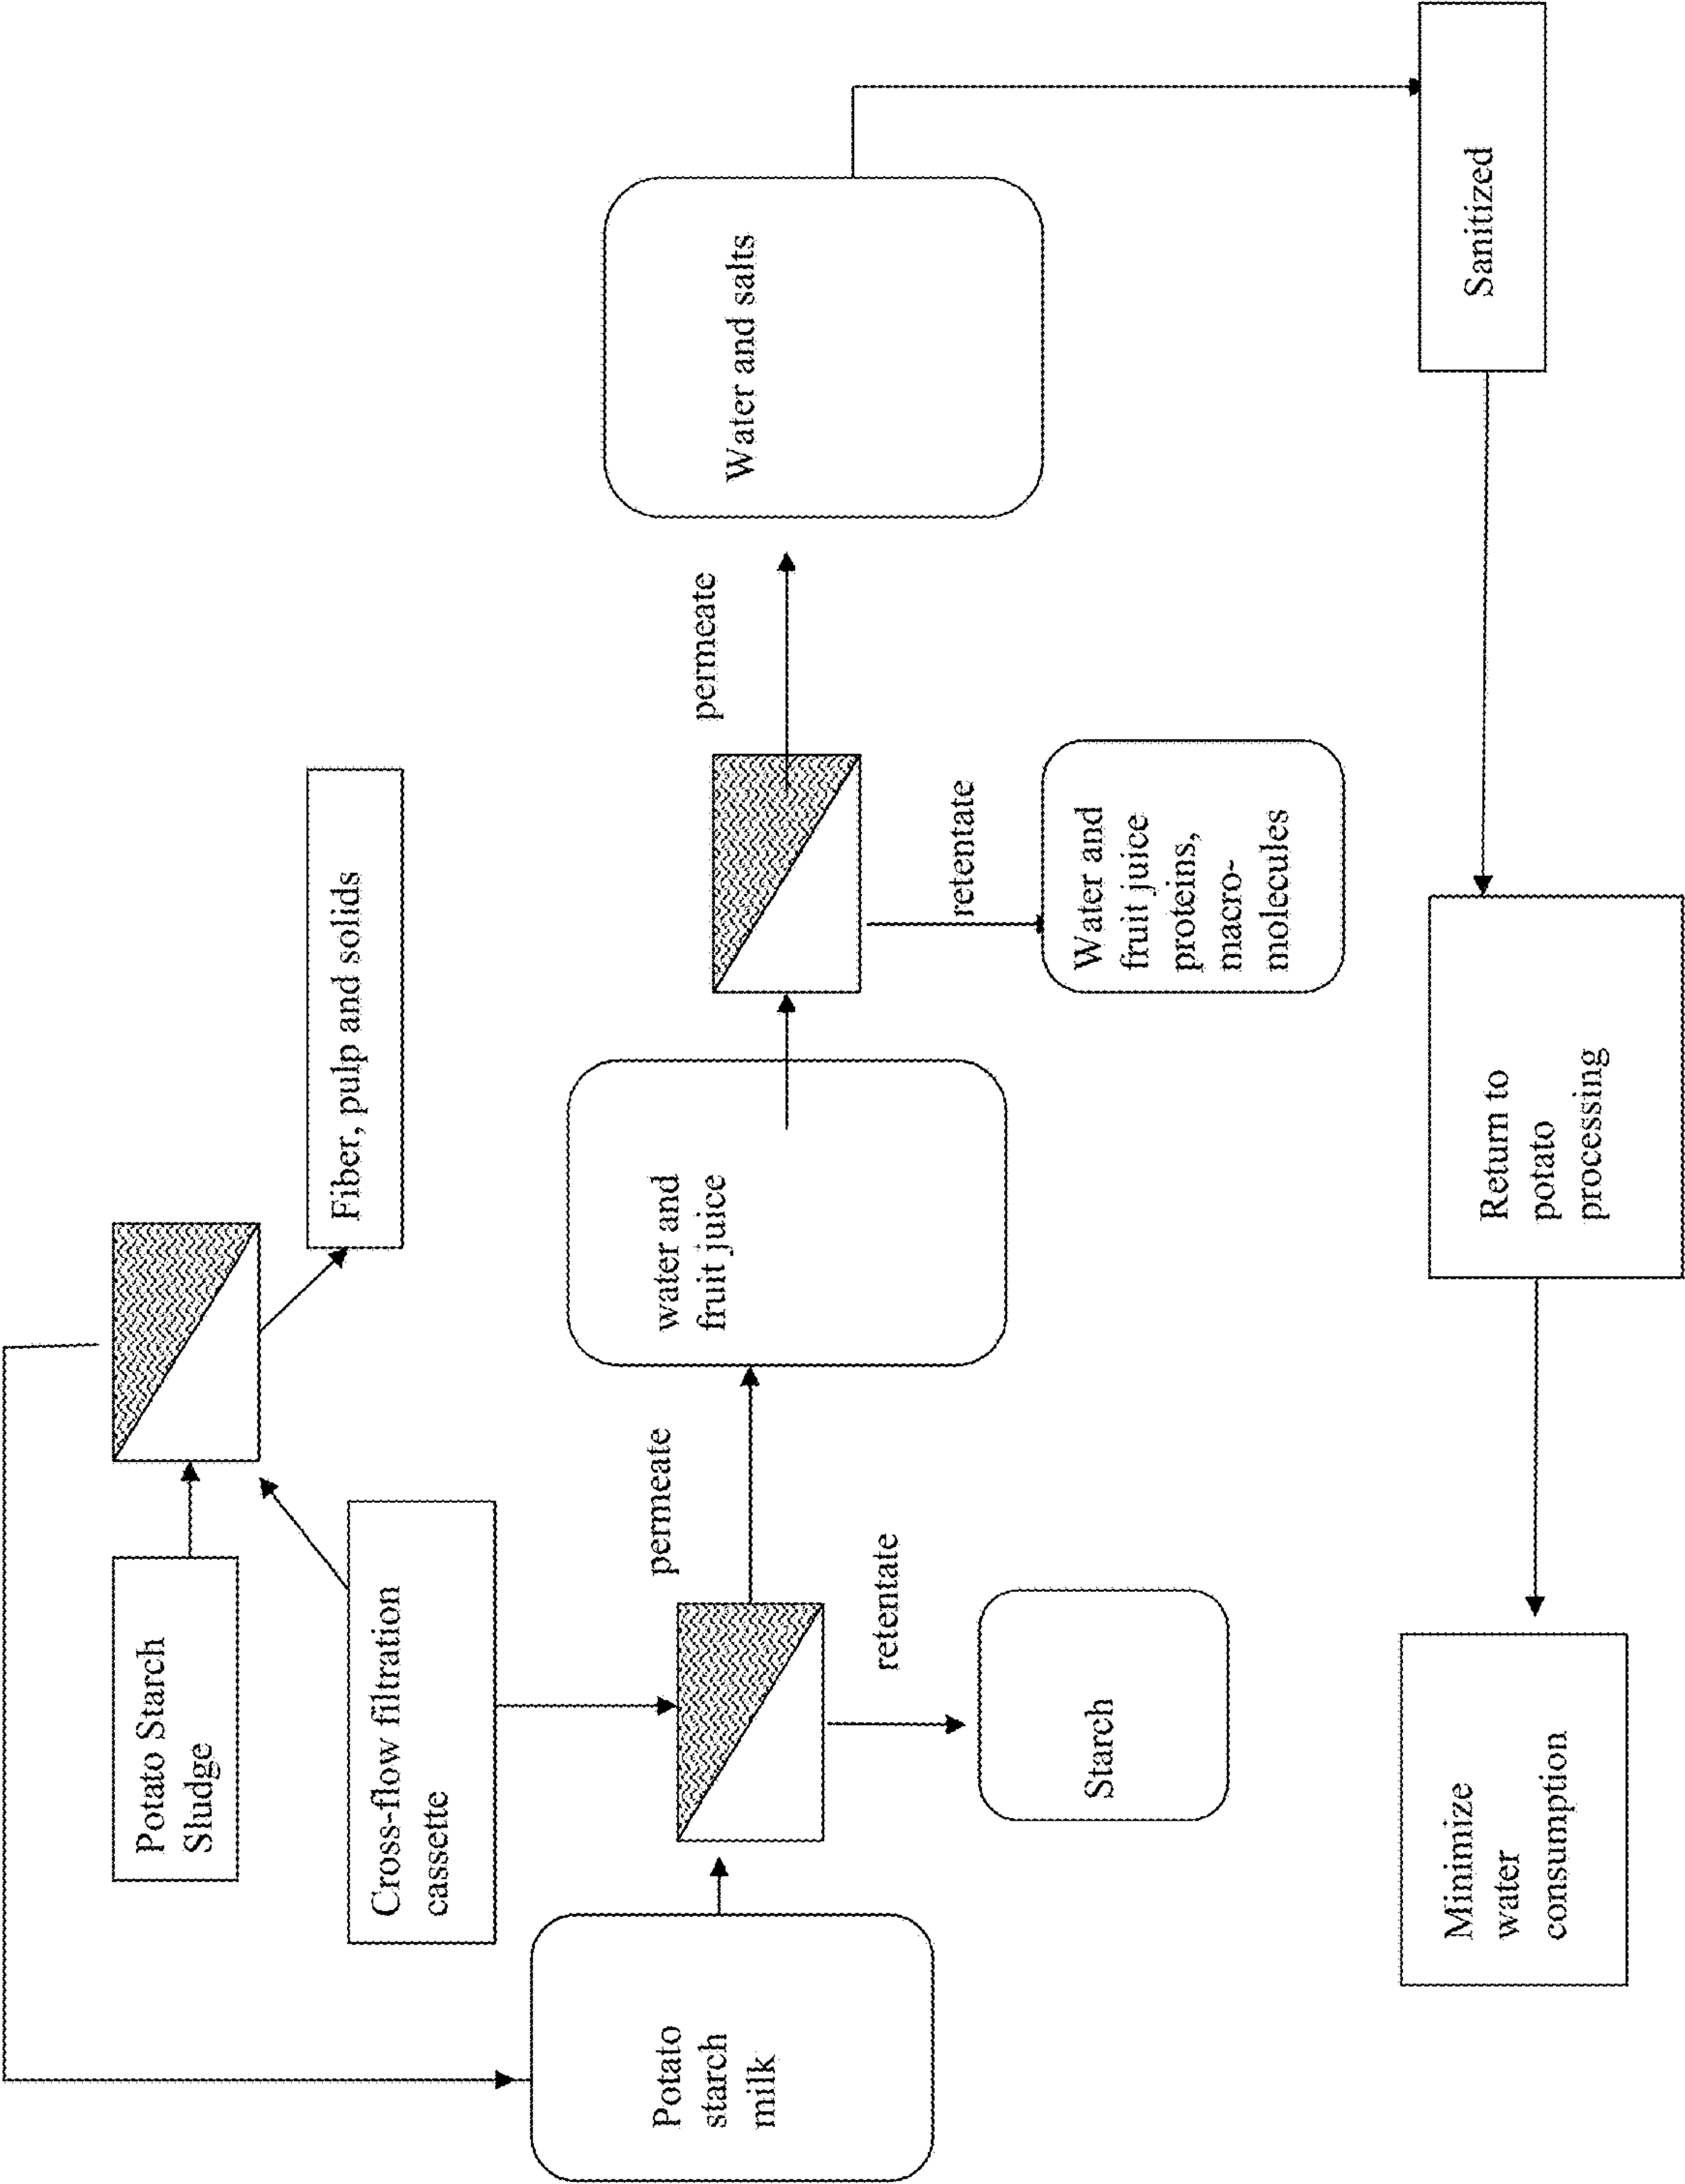 Potato Starch
Sludge
Fiber, pulp and solids
Cross-flow filtration
cassette
Potato
starch
milk
permeate
retentate
Starch
water and
fruit juice
permeate
retentate
Water and
fruit juice
proteins,
macro-
molecules
Water and salts
Sanitized
Return to
potato
processing
Minimize
water
consumption